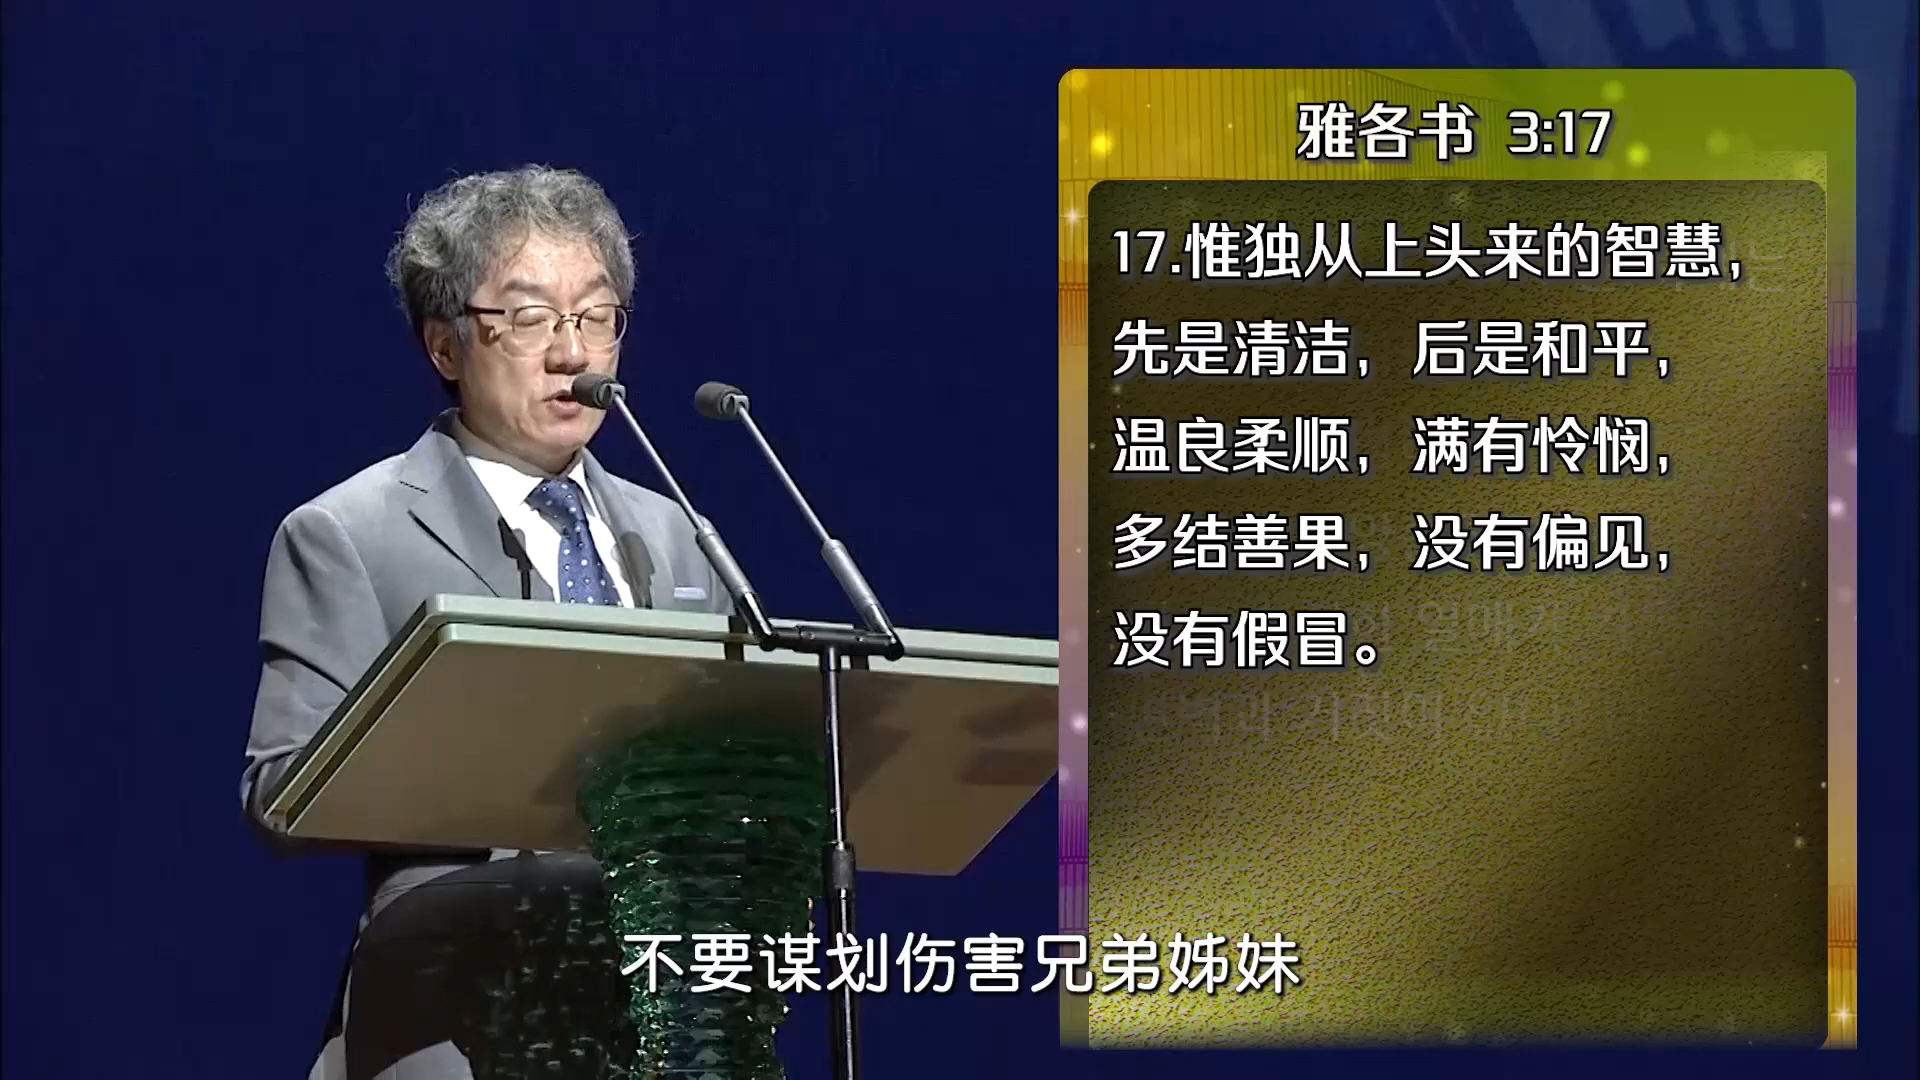 雅各书 3:17
17.惟独从上头来的智慧,
先是清洁，后是和平,
温良柔顺，满有怜悯,
多结善果，没有偏见,
没有假冒。
不要谋划伤害兄弟姊妹